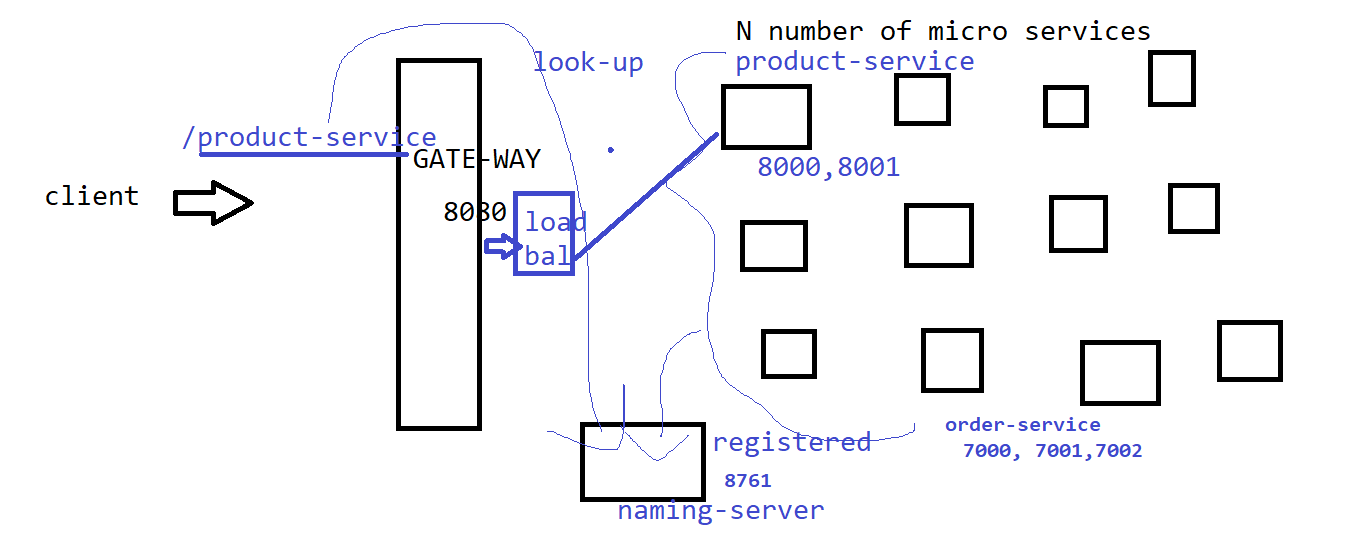 N number of micro services
look-up
product-service
/product-service
GATE-WAY
8000,8001
client
8080
load
bal
order-service
registered
7000, 7001,7002
8761
naming-server